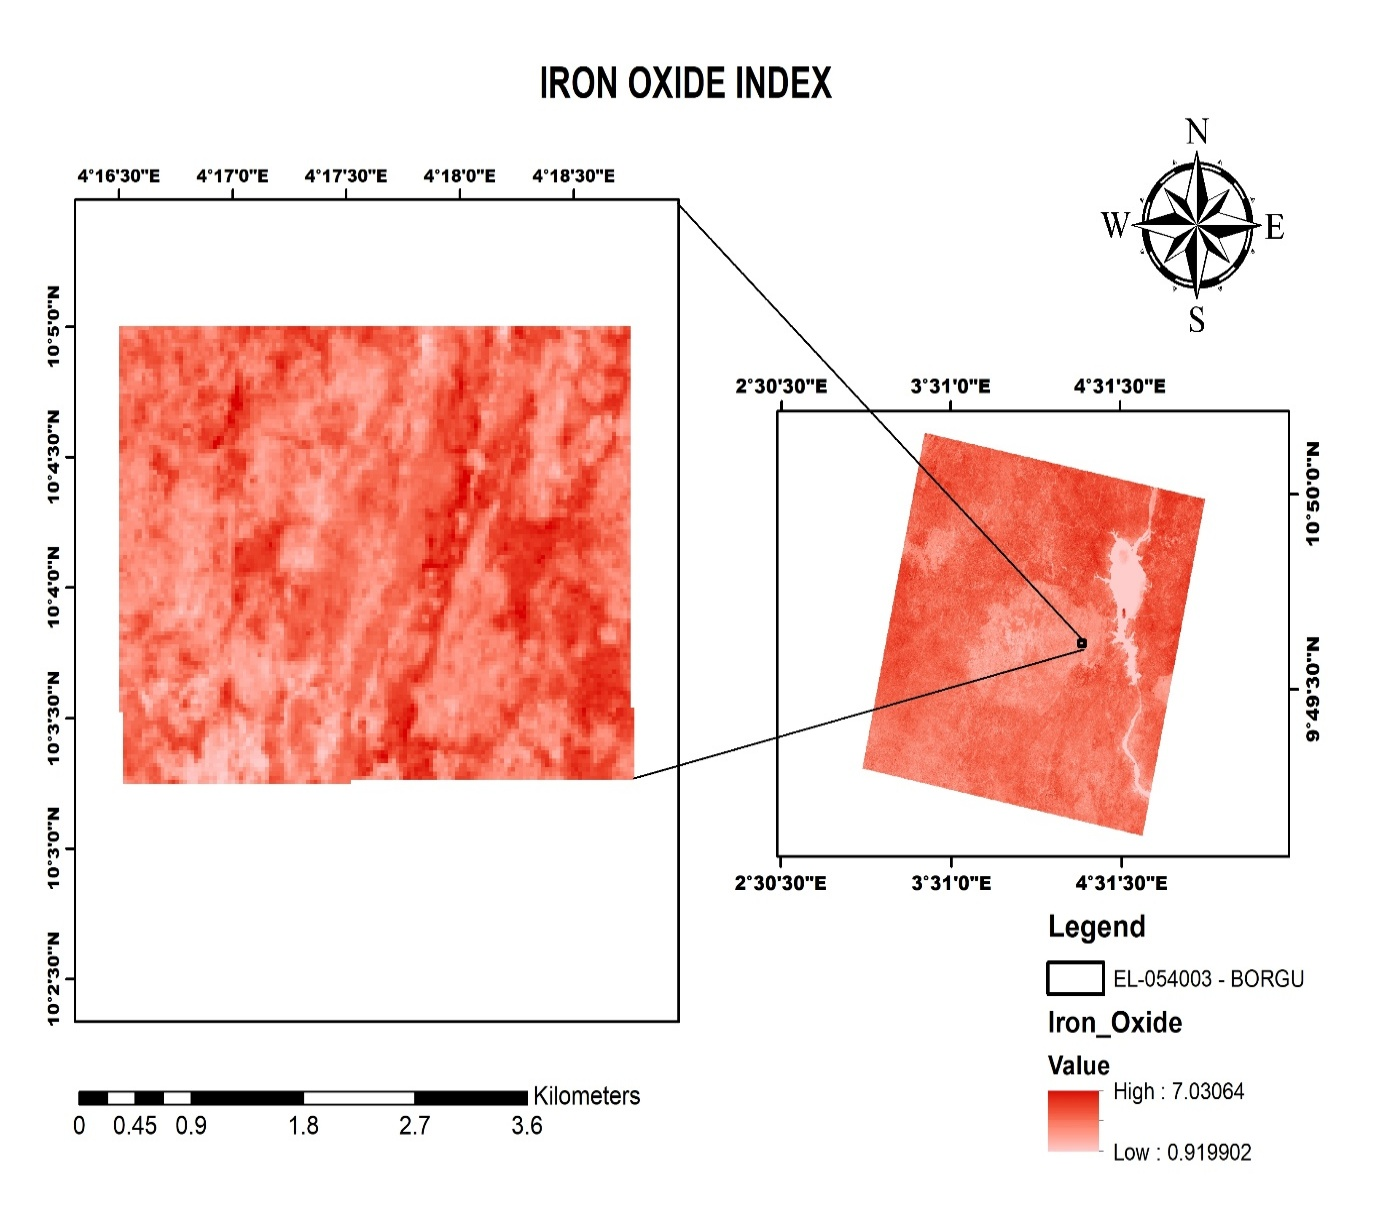 IRON OXIDE INDEX
N
W E
S
4°16'30"E 4°17'0"E 4°17'30"E 4°18'0"E 4°18'30"E
10°5'0"N
10°4'30"N
10°4'0"N
10°3'30"N
10°3'0"N
10°2'30"N
2°30'30"E 3°31'0"E 4°31'30"E
10°50'0"N
9°49'30"N
2°30'30"E 3°31'0"E 4°31'30"E
Legend
EL-054003 - BORGU
Iron_Oxide
Value
High : 7.03064
Low : 0.919902
Kilometers
0 0.45 0.9 1.8 2.7 3.6